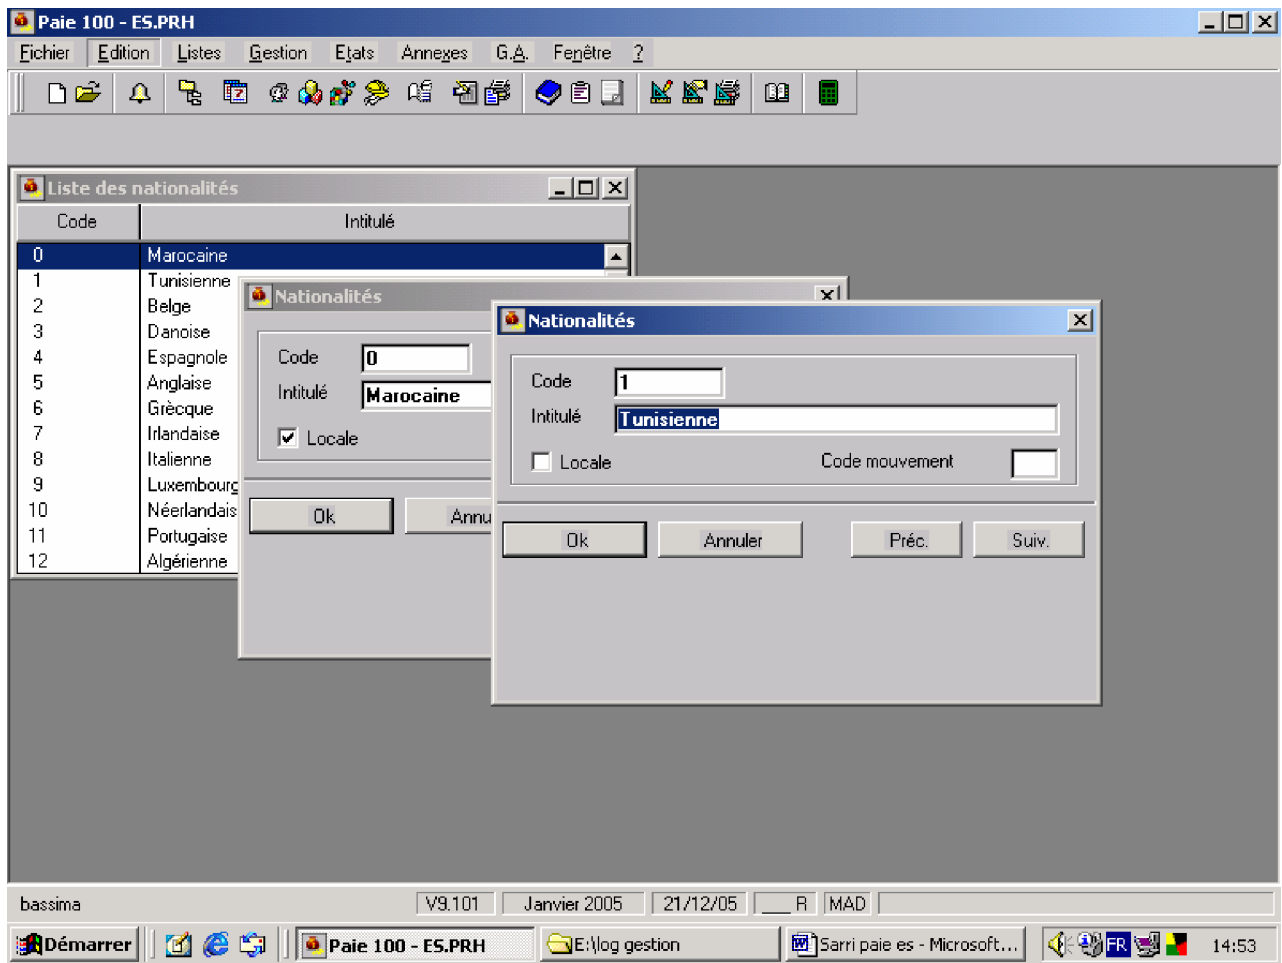 Paie 100 - ES.PRH
Fichier Edition Listes Gestion Etats Annexes G.A. Fenêtre ?
Liste des nationalités
Code Intitulé
0 Marocaine
1 Tunisienne
2 Belge
3 Danoise
4 Espagnole
5 Anglaise
6 Grècque
7 Irlandaise
8 Italienne
9 Luxembourg
10 Néerlandais
11 Portugaise
12 Algérienne
Nationalités
Code 0
Intitulé Marocaine
Locale
Ok Annu
Nationalités
Code 1
Intitulé Tunisienne
Locale Code mouvement
Ok Annuler Préc. Suiv.
bassima V9.101 Janvier 2005 21/12/05 ___ R MAD
Démarrer Paie 100 - ES.PRH E:\log gestion Sarri paie es - Microsoft... FR 14:53